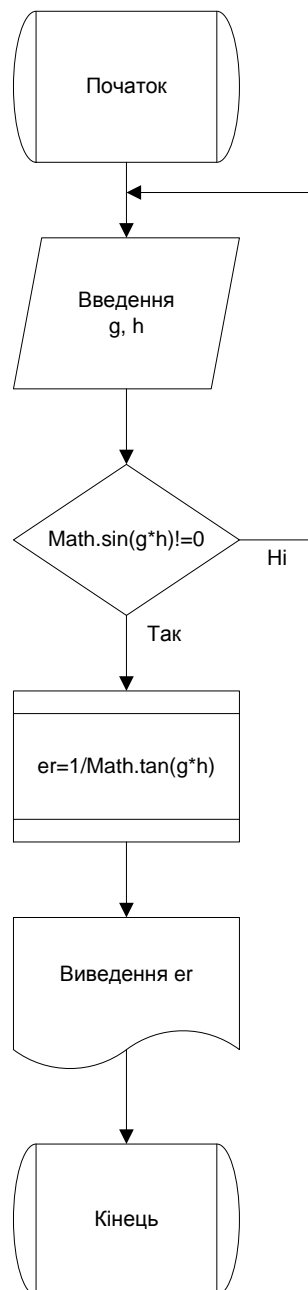 Початок
Введення
g, h
Math.sin(g*h)!=0
Ні
Так
er=1/Math.tan(g*h)
Виведення er
Кінець